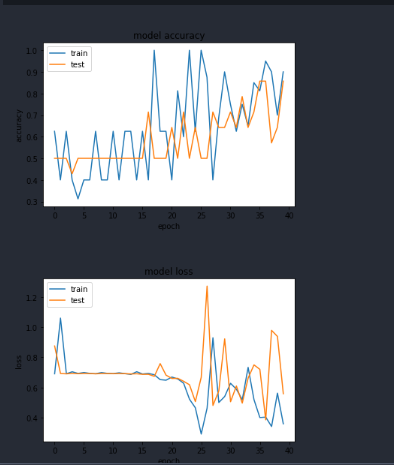 model accuracy
train
test
1.0
0.9
0.8
0.7
0.6
0.5
0.4
0.3
accuracy
0 5 10 15 20 25 30 35 40
epoch
model loss
train
test
1.2
1.0
0.8
0.6
0.4
loss
0 5 10 15 20 25 30 35 40
epoch